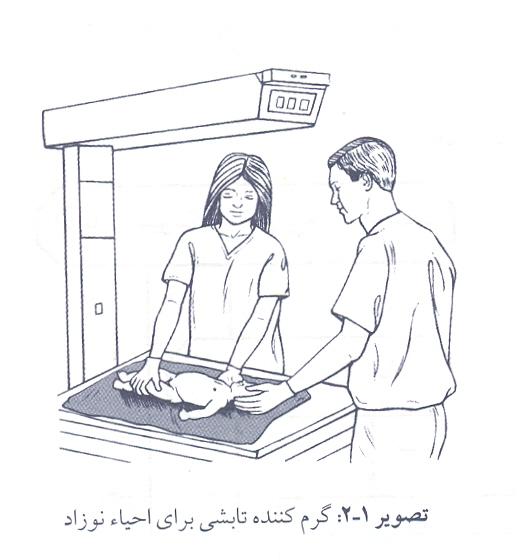 تصویر ۱-۲: گرم کننده تابشی برای احیاء نوزاد